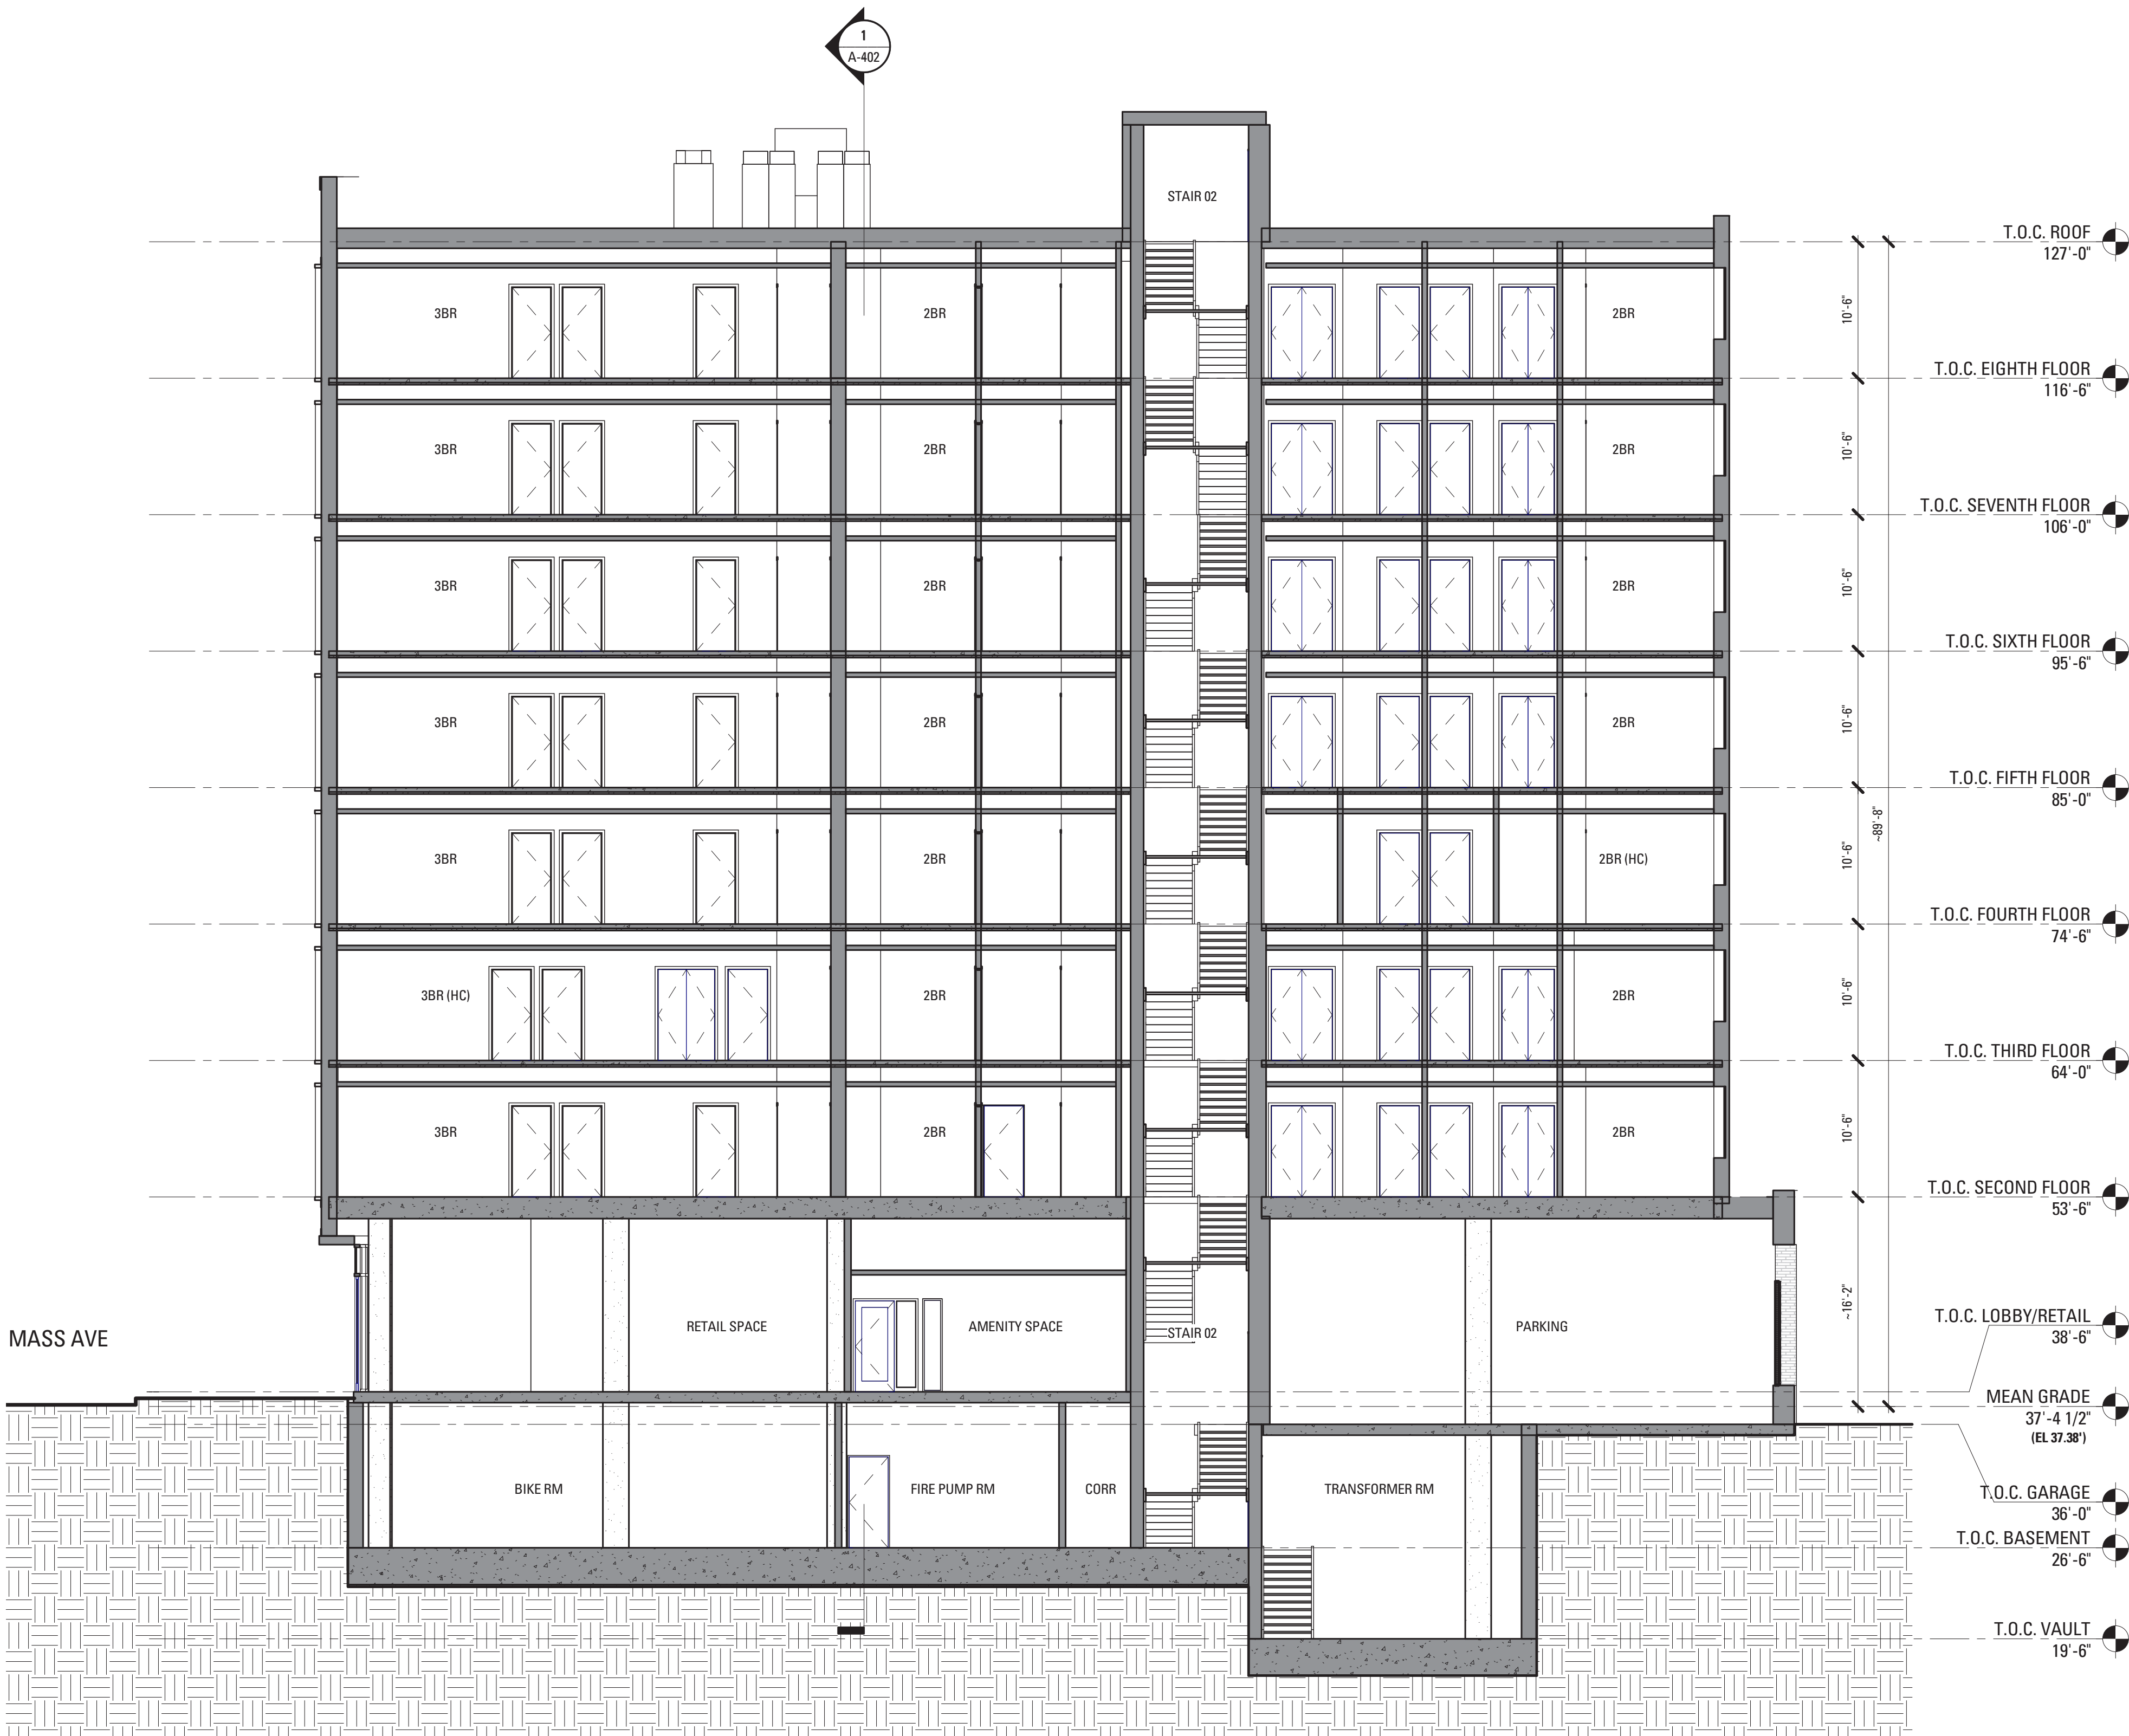 1
A-402
STAIR 02
T.O.C. ROOF
127'-0"
3BR
2BR
2BR
10'-6"
T.O.C. EIGHTH FLOOR
116'-6"
3BR
2BR
2BR
10'-6"
T.O.C. SEVENTH FLOOR
106'-0"
3BR
2BR
2BR
10'-6"
T.O.C. SIXTH FLOOR
95'-6"
3BR
2BR
2BR
10'-6"
T.O.C. FIFTH FLOOR
85'-0"
~89'-8"
3BR
2BR
2BR (HC)
10'-6"
T.O.C. FOURTH FLOOR
74'-6"
3BR (HC)
2BR
2BR
10'-6"
T.O.C. THIRD FLOOR
64'-0"
3BR
2BR
2BR
10'-6"
T.O.C. SECOND FLOOR
53'-6"
~16'-2"
MASS AVE
RETAIL SPACE
AMENITY SPACE
STAIR 02
PARKING
T.O.C. LOBBY/RETAIL
38'-6"
MEAN GRADE
37'-4 1/2"
(EL 37.38')
BIKE RM
FIRE PUMP RM
CORR
TRANSFORMER RM
T.O.C. GARAGE
36'-0"
T.O.C. BASEMENT
26'-6"
T.O.C. VAULT
19'-6"